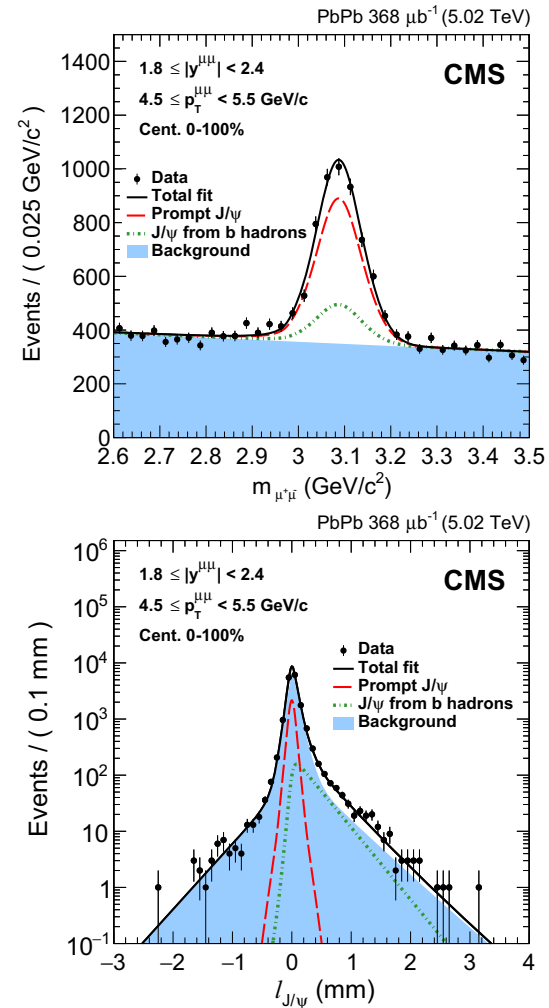 PbPb 368 μb⁻¹ (5.02 TeV)
1.8 ≤ |y^μμ| < 2.4
CMS
4.5 ≤ p_T^μμ < 5.5 GeV/c
Cent. 0-100%
Data
Total fit
Prompt J/ψ
J/ψ from b hadrons
Background
Events / ( 0.025 GeV/c² )
1400
1200
1000
800
600
400
200
0
2.6 2.7 2.8 2.9 3 3.1 3.2 3.3 3.4 3.5
m_μ⁺μ⁻ (GeV/c²)
PbPb 368 μb⁻¹ (5.02 TeV)
1.8 ≤ |y^μμ| < 2.4
CMS
4.5 ≤ p_T^μμ < 5.5 GeV/c
Cent. 0-100%
Data
Total fit
Prompt J/ψ
J/ψ from b hadrons
Background
Events / ( 0.1 mm )
10⁶
10⁵
10⁴
10³
10²
10
1
10⁻¹
−3 −2 −1 0 1 2 3 4
l_J/ψ (mm)